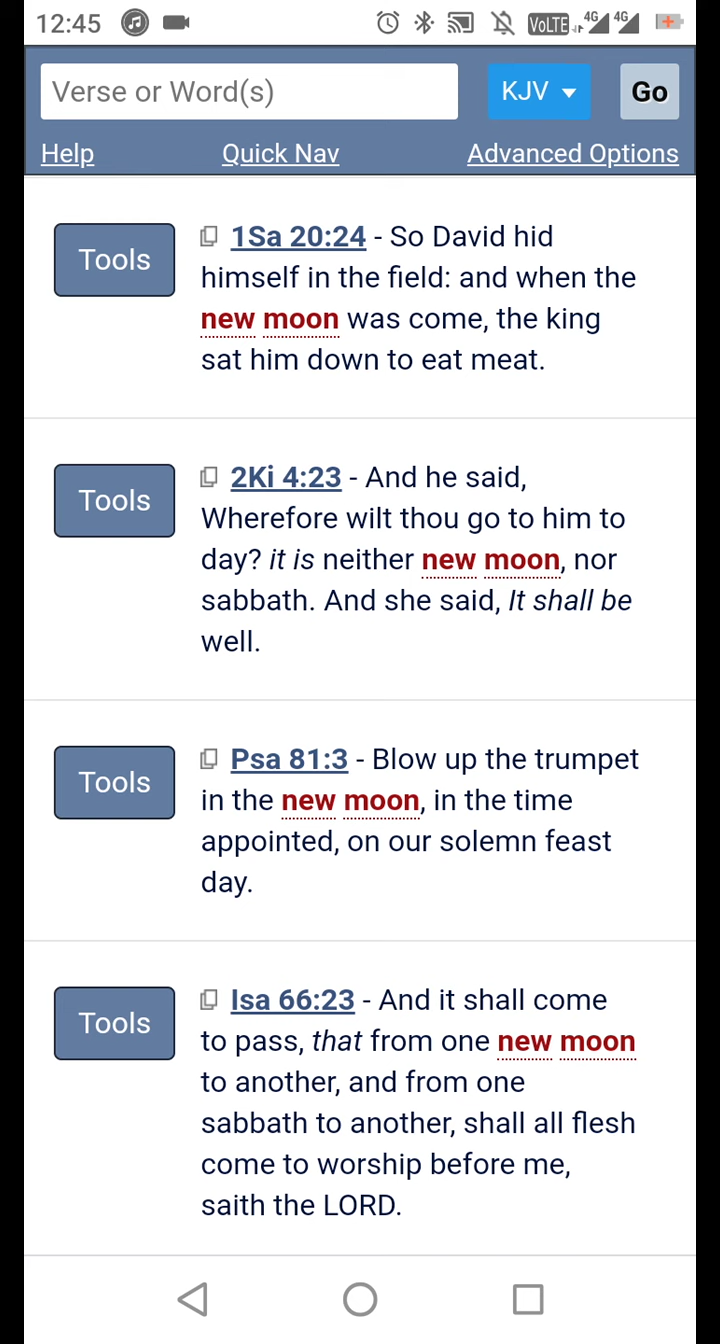 12:45 VoLTE 4G 4G
Verse or Word(s) KJV Go
Help Quick Nav Advanced Options
Tools
1Sa 20:24 - So David hid
himself in the field: and when the
new moon was come, the king
sat him down to eat meat.
Tools
2Ki 4:23 - And he said,
Wherefore wilt thou go to him to
day? it is neither new moon, nor
sabbath. And she said, It shall be
well.
Tools
Psa 81:3 - Blow up the trumpet
in the new moon, in the time
appointed, on our solemn feast
day.
Tools
Isa 66:23 - And it shall come
to pass, that from one new moon
to another, and from one
sabbath to another, shall all flesh
come to worship before me,
saith the LORD.